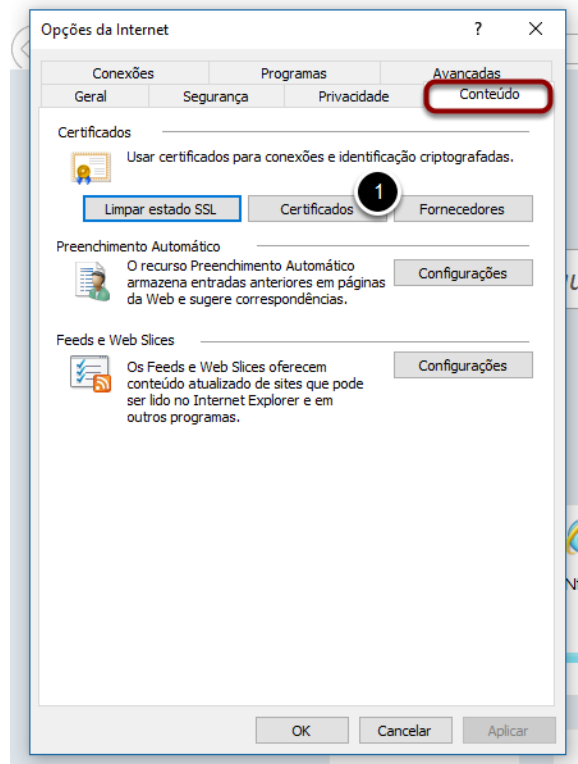 Opções da Internet
Conexões Programas Avançadas
Geral Segurança Privacidade Conteúdo
Certificados
Usar certificados para conexões e identificação criptografadas.
1
Limpar estado SSL Certificados Fornecedores
Preenchimento Automático
O recurso Preenchimento Automático
armazena entradas anteriores em páginas
da Web e sugere correspondências.
Configurações
Feeds e Web Slices
Os Feeds e Web Slices oferecem
conteúdo atualizado de sites que pode
ser lido no Internet Explorer e em
outros programas.
Configurações
OK Cancelar Aplicar